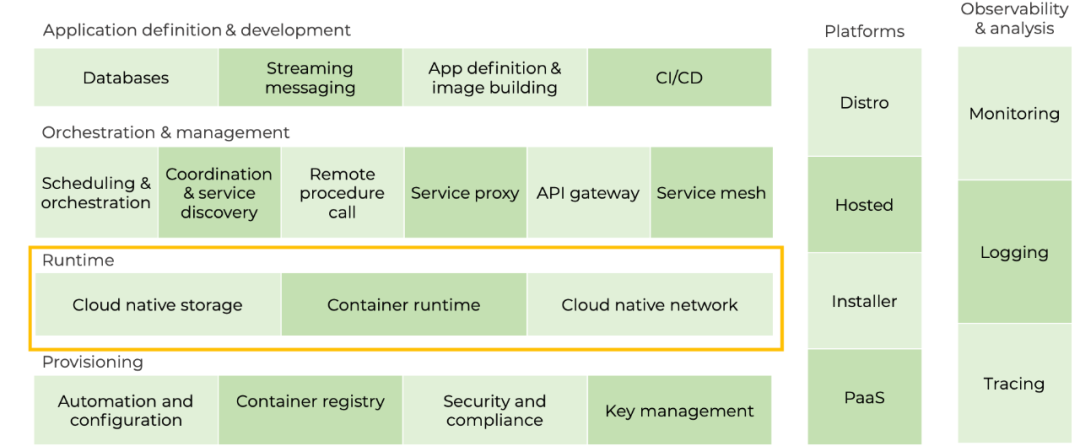 Application definition & development
Databases
Streaming
messaging
App definition &
image building
CI/CD
Orchestration & management
Scheduling &
orchestration
Coordination
& service
discovery
Remote
procedure
call
Service proxy
API gateway
Service mesh
Runtime
Cloud native storage
Container runtime
Cloud native network
Provisioning
Automation and
configuration
Container registry
Security and
compliance
Key management
Platforms
Distro
Hosted
Installer
PaaS
Observability
& analysis
Monitoring
Logging
Tracing